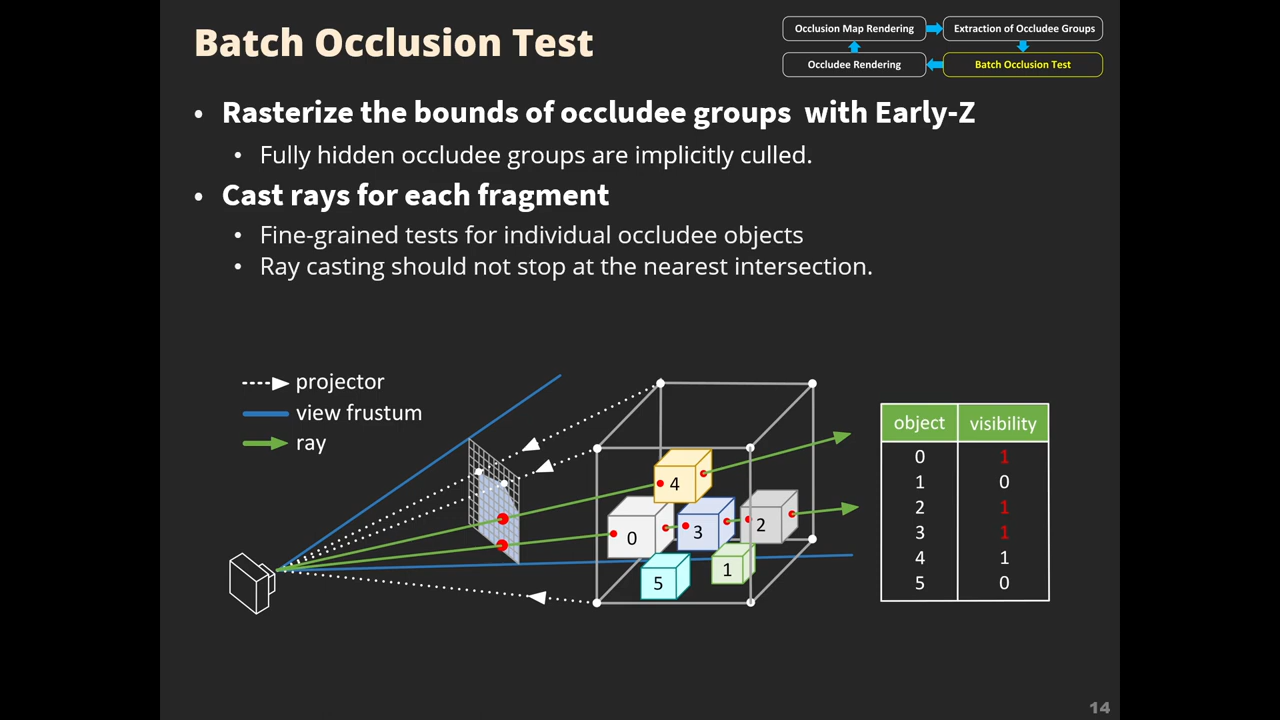 Batch Occlusion Test
Occlusion Map Rendering
Extraction of Occludee Groups
Occludee Rendering
Batch Occlusion Test
• Rasterize the bounds of occludee groups with Early-Z
• Fully hidden occludee groups are implicitly culled.
• Cast rays for each fragment
• Fine-grained tests for individual occludee objects
• Ray casting should not stop at the nearest intersection.
projector
view frustum
ray
4
0
3
2
5
1
object visibility
0 1
1 0
2 1
3 1
4 1
5 0
14